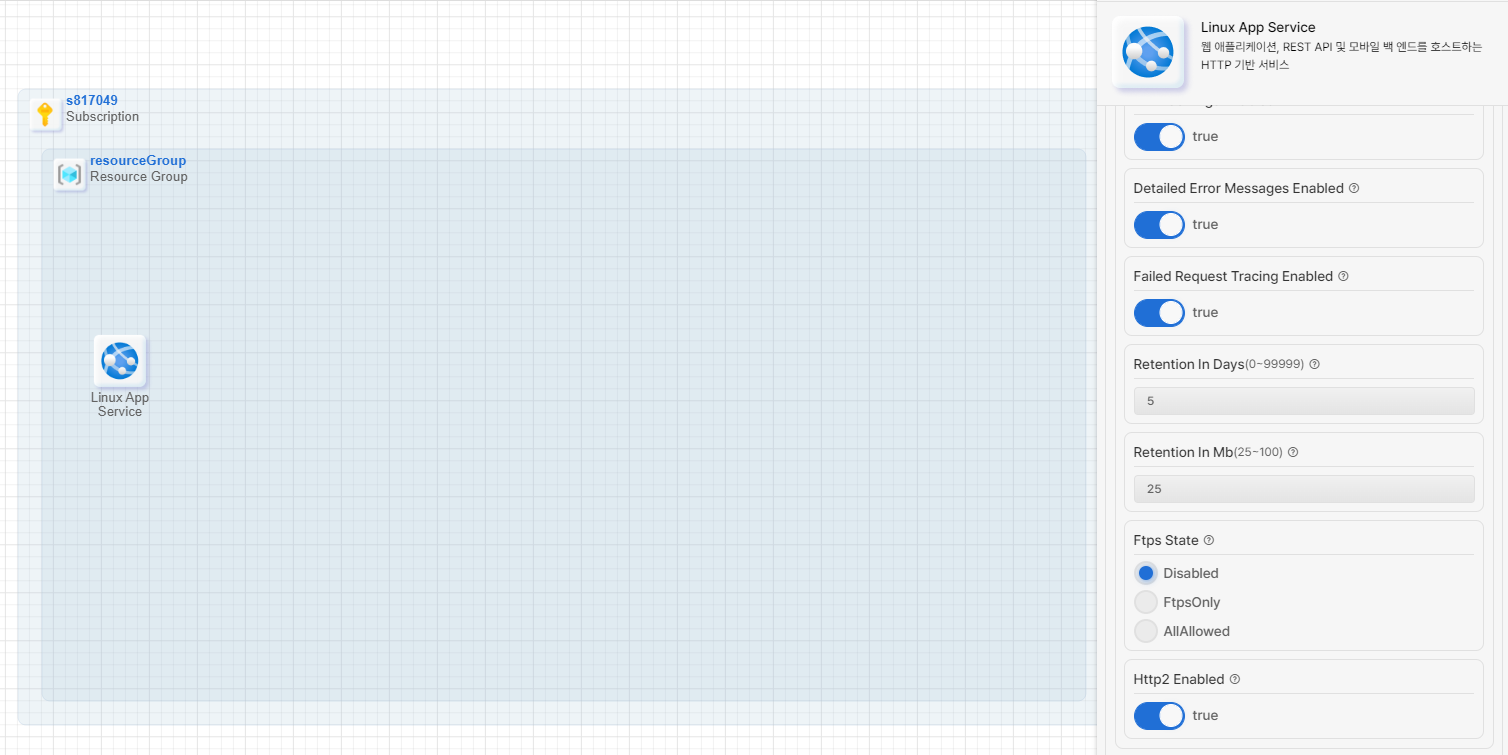 s817049
Subscription
resourceGroup
Resource Group
Linux App
Service
Linux App Service
웹 애플리케이션, REST API 및 모바일 백 엔드를 호스트하는
HTTP 기반 서비스
true
Detailed Error Messages Enabled
true
Failed Request Tracing Enabled
true
Retention In Days(0~99999)
5
Retention In Mb(25~100)
25
Ftps State
Disabled
FtpsOnly
AllAllowed
Http2 Enabled
true